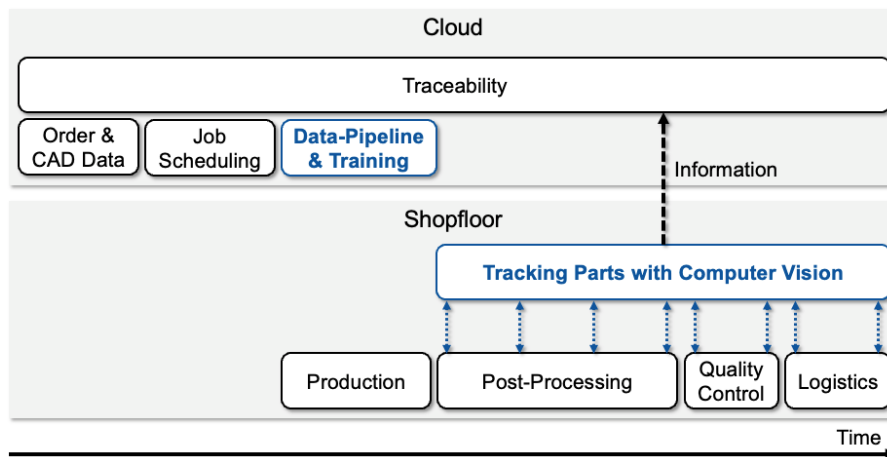 Cloud
Traceability
Order &
CAD Data
Job
Scheduling
Data-Pipeline
& Training
Information
Shopfloor
Tracking Parts with Computer Vision
Production
Post-Processing
Quality
Control
Logistics
Time